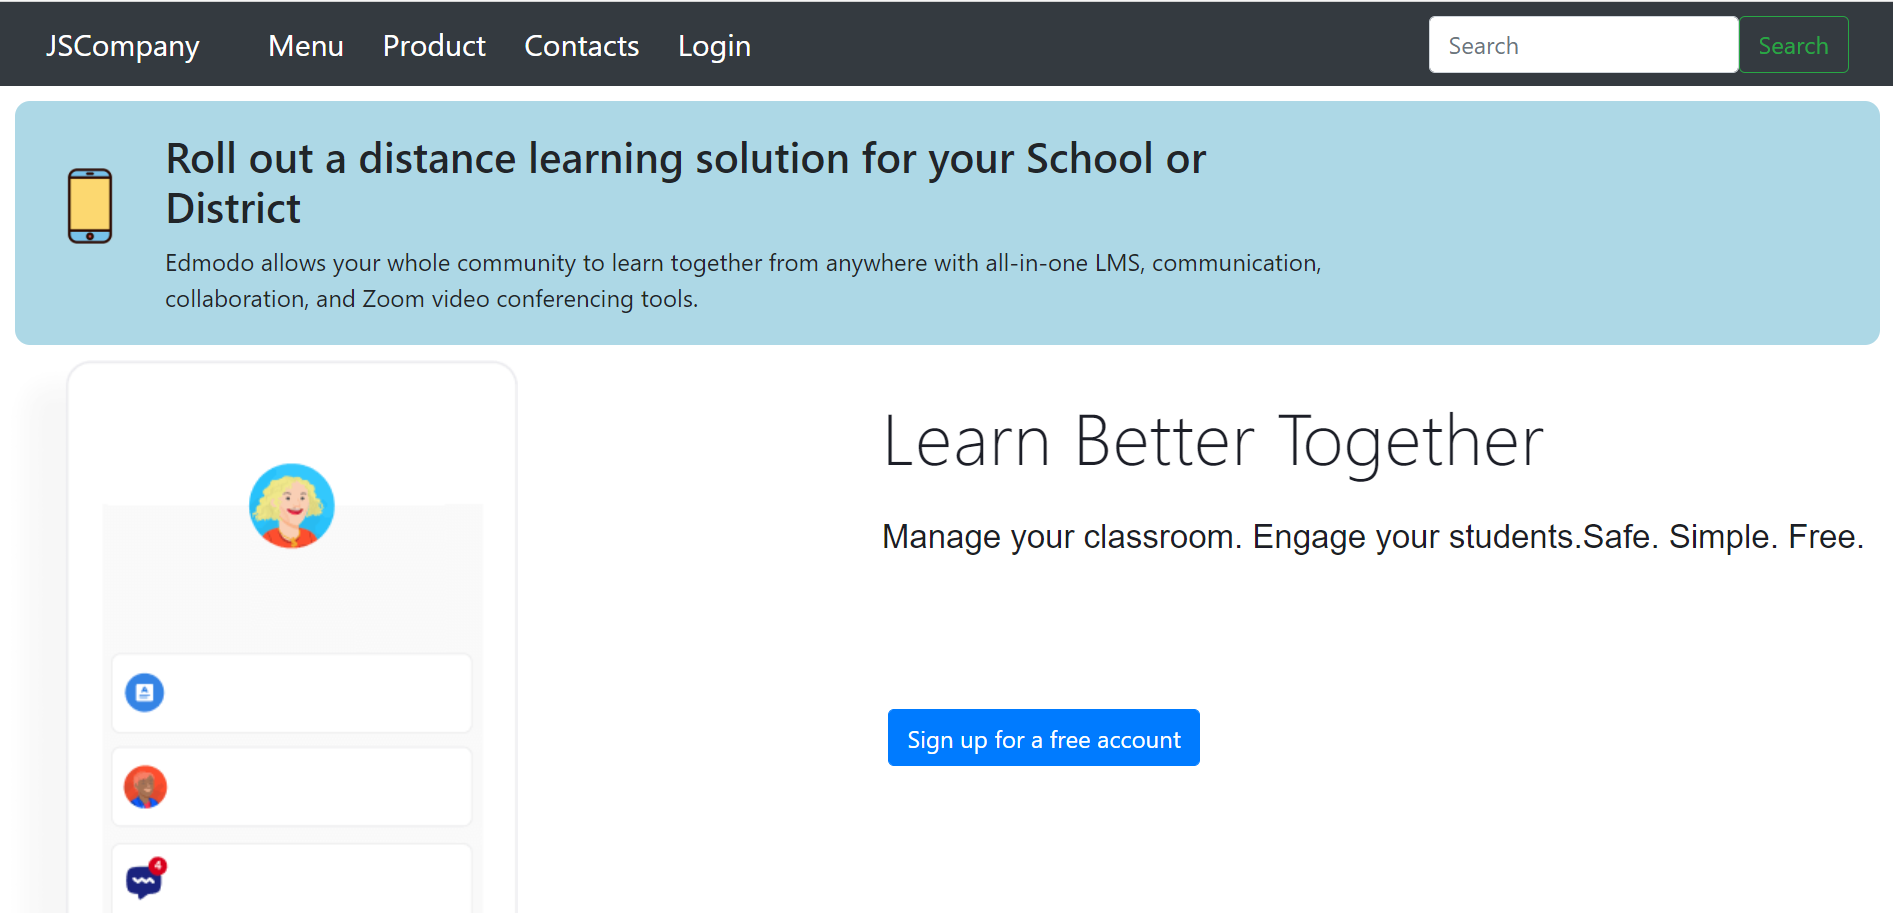 JSCompany Menu Product Contacts Login Search Search
Roll out a distance learning solution for your School or
District
Edmodo allows your whole community to learn together from anywhere with all-in-one LMS, communication,
collaboration, and Zoom video conferencing tools.
Learn Better Together
Manage your classroom. Engage your students.Safe. Simple. Free.
Sign up for a free account
4